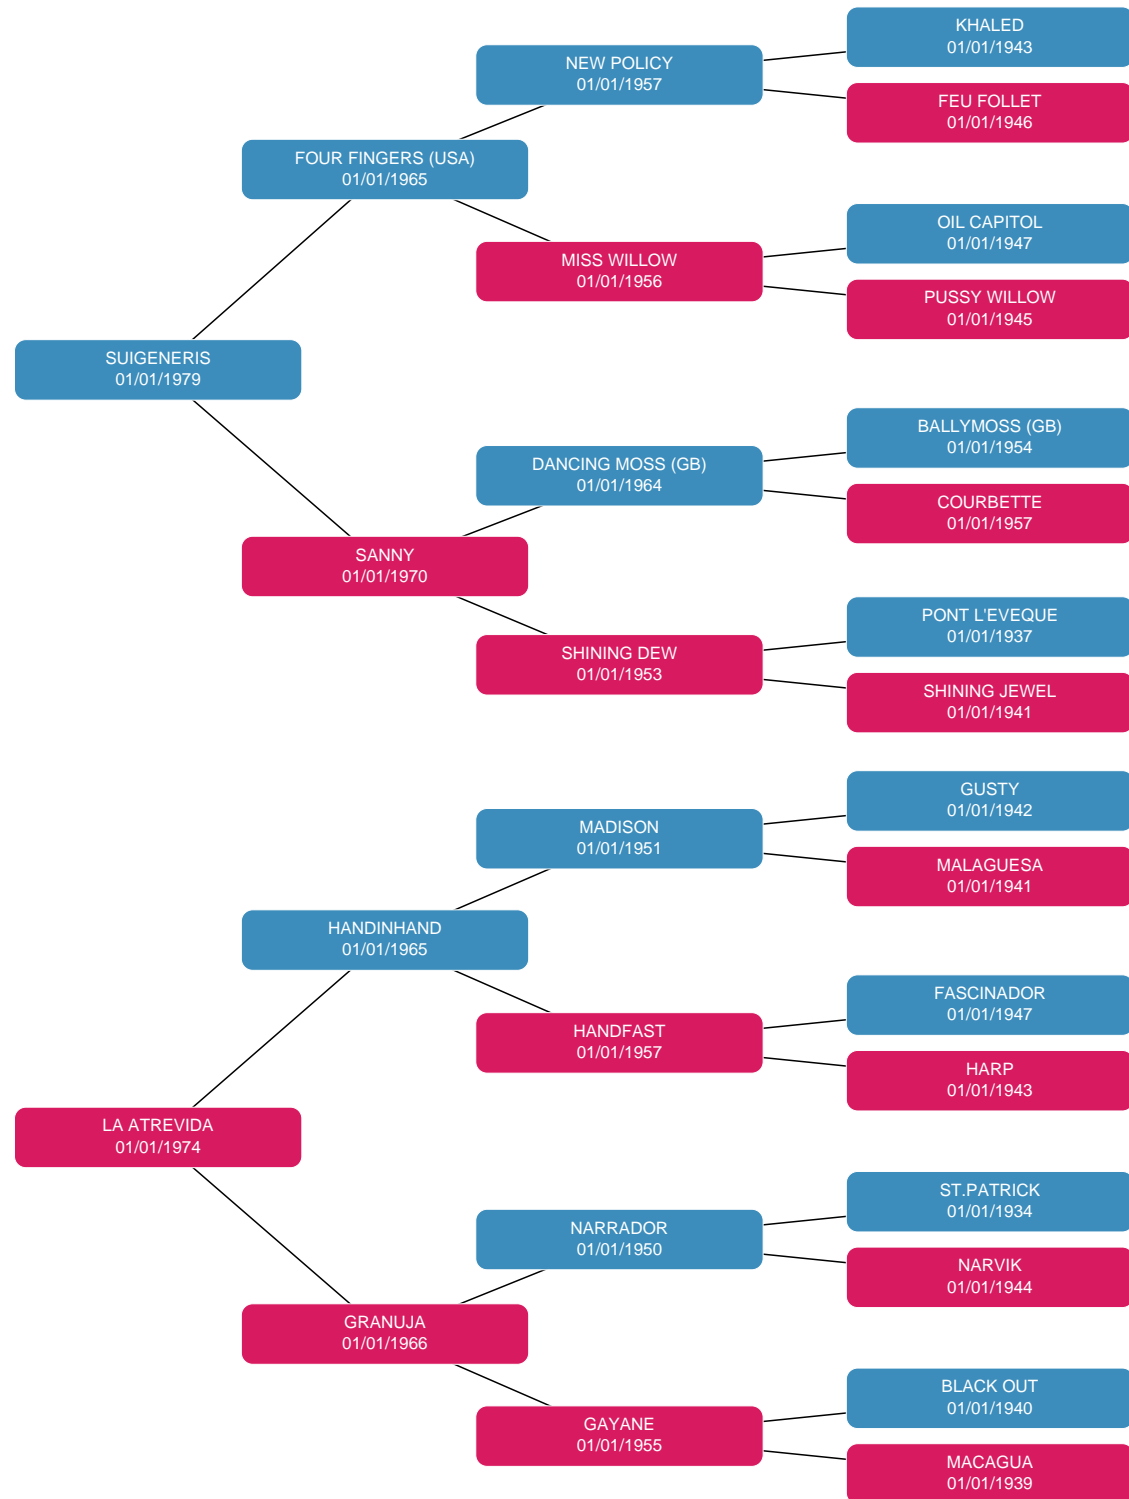 KHALED
01/01/1943
NEW POLICY
01/01/1957
FEU FOLLET
01/01/1946
FOUR FINGERS (USA)
01/01/1965
OIL CAPITOL
01/01/1947
MISS WILLOW
01/01/1956
PUSSY WILLOW
01/01/1945
SUIGENERIS
01/01/1979
BALLYMOSS (GB)
01/01/1954
DANCING MOSS (GB)
01/01/1964
COURBETTE
01/01/1957
SANNY
01/01/1970
PONT L'EVEQUE
01/01/1937
SHINING DEW
01/01/1953
SHINING JEWEL
01/01/1941
GUSTY
01/01/1942
MADISON
01/01/1951
MALAGUESA
01/01/1941
HANDINHAND
01/01/1965
FASCINADOR
01/01/1947
HANDFAST
01/01/1957
HARP
01/01/1943
LA ATREVIDA
01/01/1974
ST.PATRICK
01/01/1934
NARRADOR
01/01/1950
NARVIK
01/01/1944
GRANUJA
01/01/1966
BLACK OUT
01/01/1940
GAYANE
01/01/1955
MACAGUA
01/01/1939